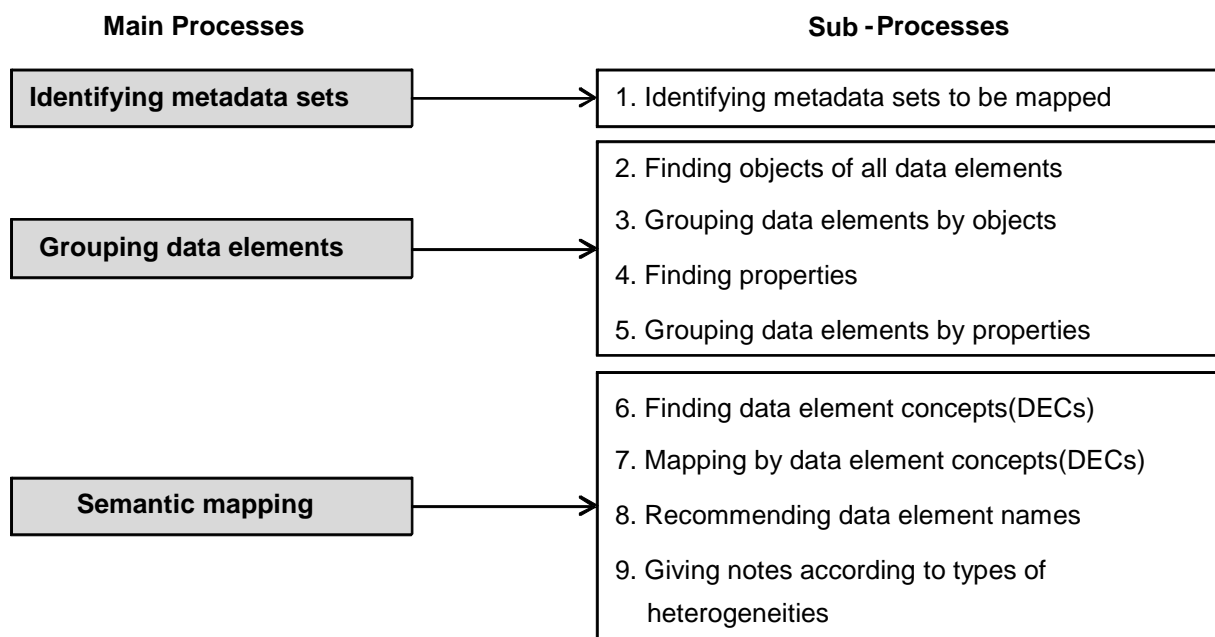 Main Processes
Sub - Processes
Identifying metadata sets
1. Identifying metadata sets to be mapped
Grouping data elements
2. Finding objects of all data elements
3. Grouping data elements by objects
4. Finding properties
5. Grouping data elements by properties
Semantic mapping
6. Finding data element concepts(DECs)
7. Mapping by data element concepts(DECs)
8. Recommending data element names
9. Giving notes according to types of
heterogeneities